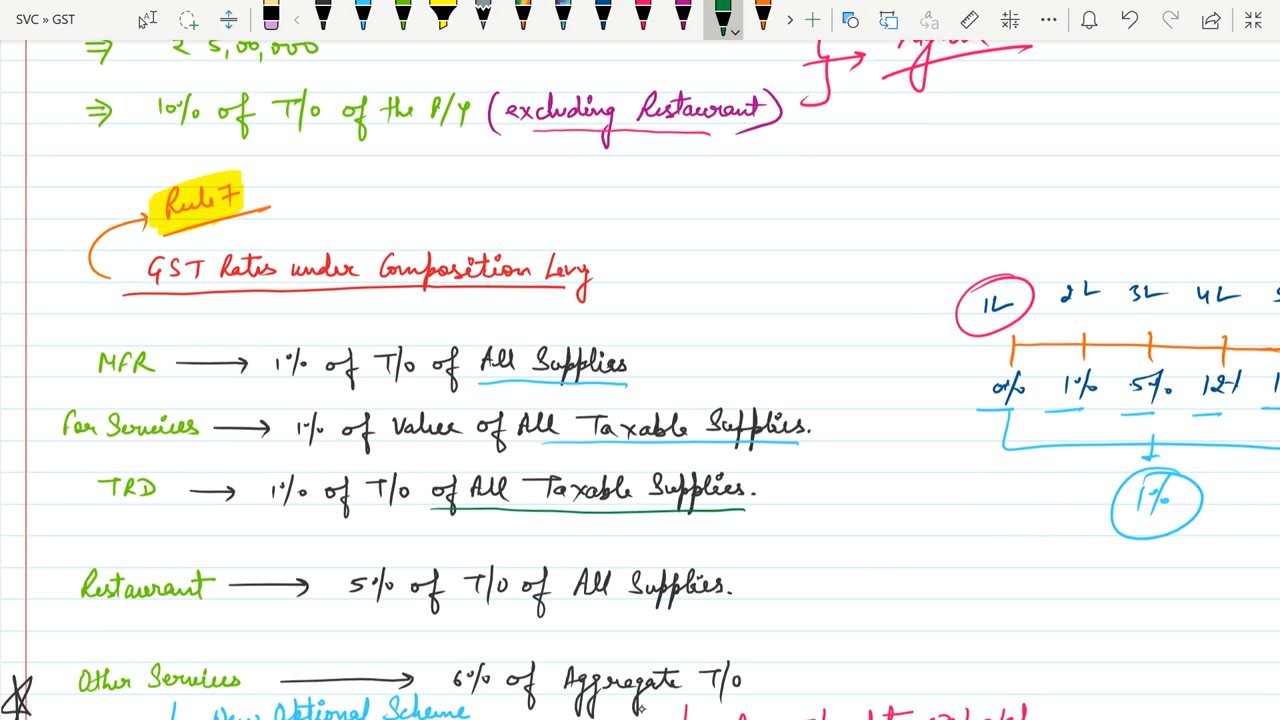 SVC » GST
⇒ ₹ 5,00,000
⇒ 10% of T/O of the P/Y (excluding Restaurant)
Rule 7
GST Rates under Composition Levy
1L 2L 3L 4L
MFR → 1% of T/O of All Supplies
0% 1% 5% 12%
For Services → 1% of Value of All Taxable Supplies.
TRD → 1% of T/O of All Taxable Supplies.
1%
Restaurant → 5% of T/O of All Supplies.
Other Services → 6% of Aggregate T/O
New Optional Scheme